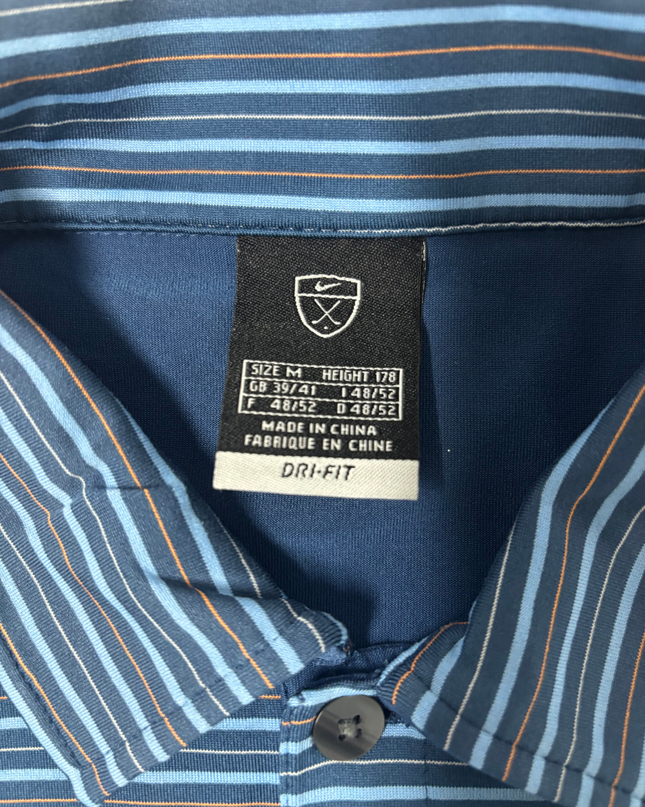 SIZE M HEIGHT 178
GB 39/41 I 48/52
F 48/52 D 48/52
MADE IN CHINA
FABRIQUE EN CHINE
DRI-FIT